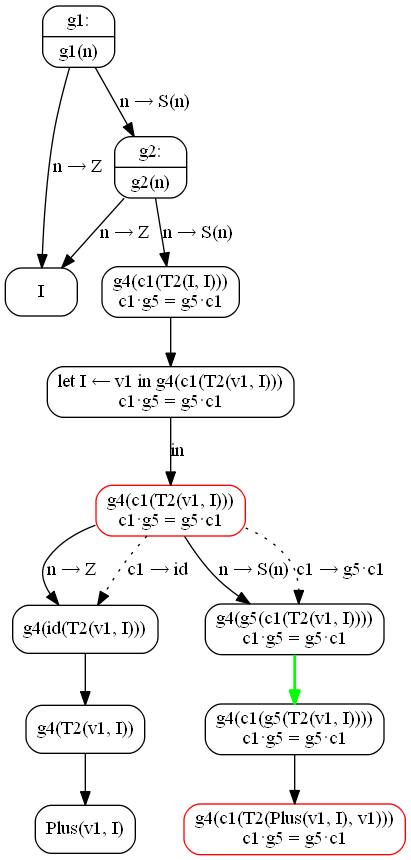 g1:
g1(n)
n → S(n)
n → Z
g2:
g2(n)
n → Z
n → S(n)
I
g4(c1(T2(I, I)))
c1·g5 = g5·c1
let I ← v1 in g4(c1(T2(v1, I)))
c1·g5 = g5·c1
in
g4(c1(T2(v1, I)))
c1·g5 = g5·c1
n → Z
c1 → id
n → S(n)
c1 → g5·c1
g4(id(T2(v1, I)))
g4(g5(c1(T2(v1, I))))
c1·g5 = g5·c1
g4(T2(v1, I))
g4(c1(g5(T2(v1, I))))
c1·g5 = g5·c1
Plus(v1, I)
g4(c1(T2(Plus(v1, I), v1)))
c1·g5 = g5·c1